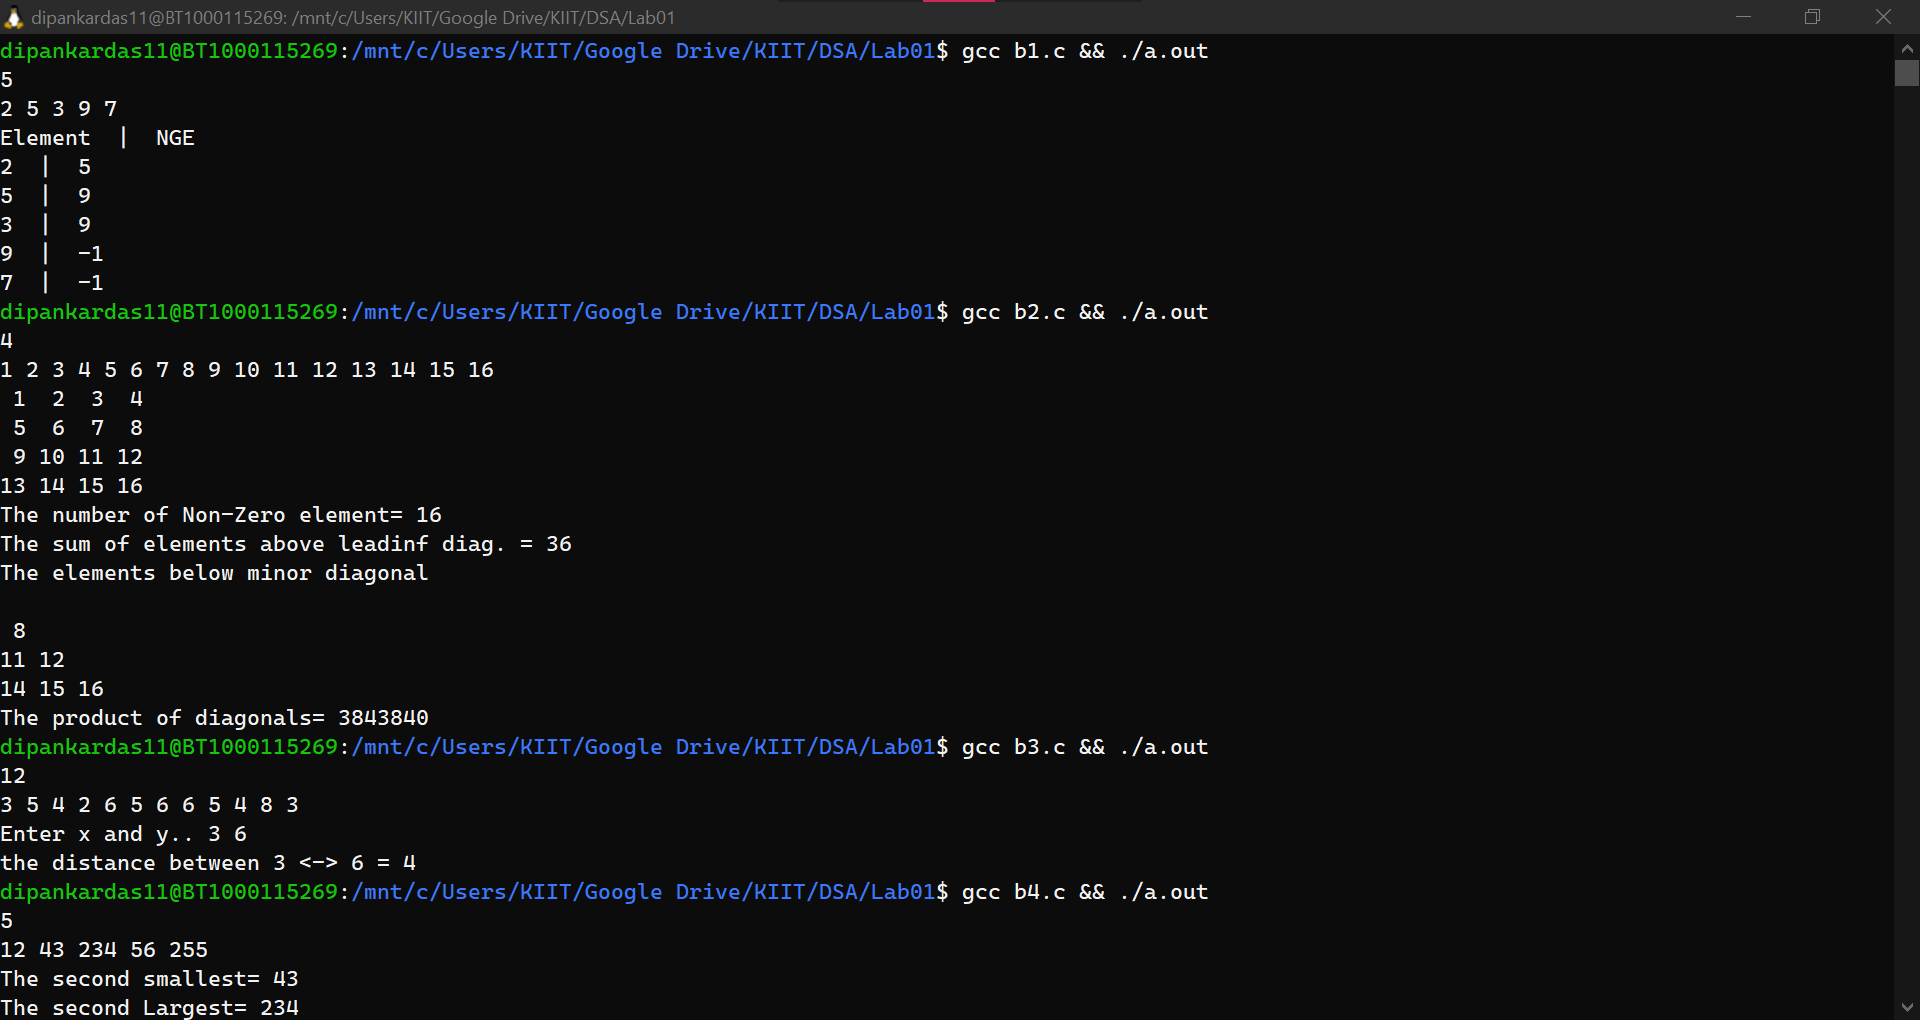 dipankardas11@BT1000115269: /mnt/c/Users/KIIT/Google Drive/KIIT/DSA/Lab01
dipankardas11@BT1000115269:/mnt/c/Users/KIIT/Google Drive/KIIT/DSA/Lab01$ gcc b1.c && ./a.out
5
2 5 3 9 7
Element  |  NGE
2  |  5
5  |  9
3  |  9
9  |  -1
7  |  -1
dipankardas11@BT1000115269:/mnt/c/Users/KIIT/Google Drive/KIIT/DSA/Lab01$ gcc b2.c && ./a.out
4
1 2 3 4 5 6 7 8 9 10 11 12 13 14 15 16
 1  2  3  4
 5  6  7  8
 9 10 11 12
13 14 15 16
The number of Non-Zero element= 16
The sum of elements above leadinf diag. = 36
The elements below minor diagonal

 8
11 12
14 15 16
The product of diagonals= 3843840
dipankardas11@BT1000115269:/mnt/c/Users/KIIT/Google Drive/KIIT/DSA/Lab01$ gcc b3.c && ./a.out
12
3 5 4 2 6 5 6 6 5 4 8 3
Enter x and y.. 3 6
the distance between 3 <-> 6 = 4
dipankardas11@BT1000115269:/mnt/c/Users/KIIT/Google Drive/KIIT/DSA/Lab01$ gcc b4.c && ./a.out
5
12 43 234 56 255
The second smallest= 43
The second Largest= 234